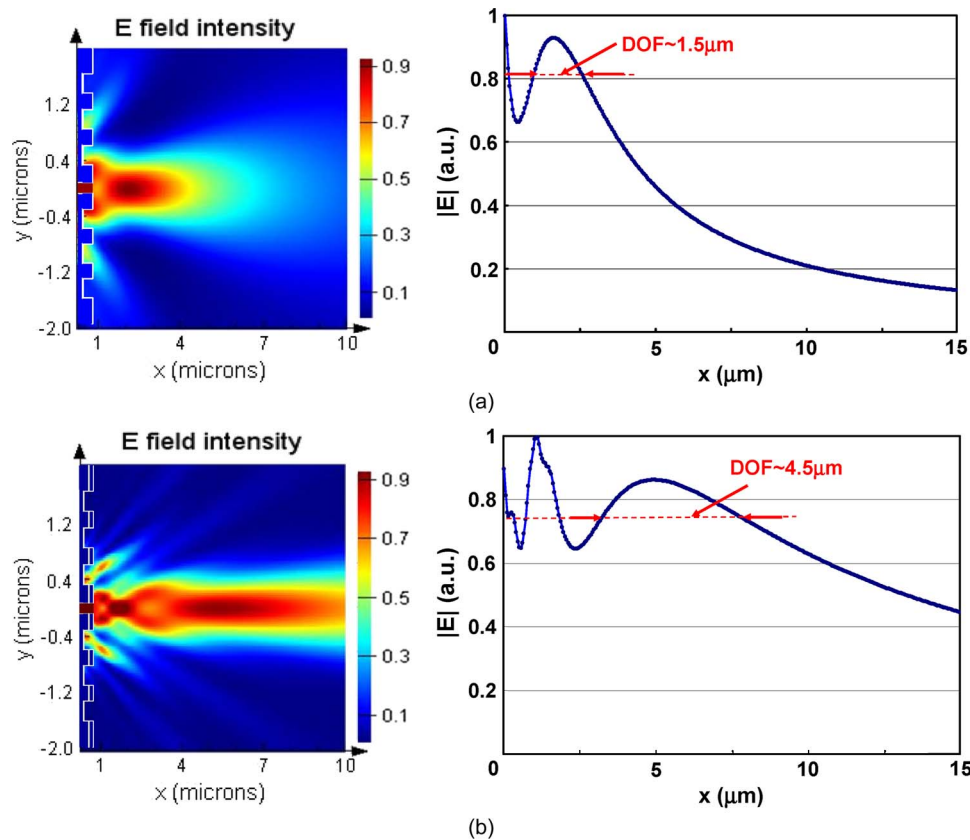 E field intensity
1.2
0.4
-0.4
-1.2
-2.0
y (microns)
1 4 7 10
x (microns)
0.9
0.7
0.5
0.3
0.1
1
0.8
0.6
0.4
0.2
|E| (a.u.)
DOF~1.5μm
0 5 10 15
x (μm)
(a)
E field intensity
1.2
0.4
-0.4
-1.2
-2.0
y (microns)
1 4 7 10
x (microns)
0.9
0.7
0.5
0.3
0.1
1
0.8
0.6
0.4
0.2
|E| (a.u.)
DOF~4.5μm
0 5 10 15
x (μm)
(b)